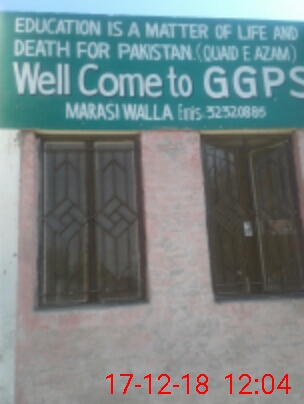 EDUCATION IS A MATTER OF LIFE AND
DEATH FOR PAKISTAN.(QUAID E AZAM)
Well Come to GGPS
MARASI WALLA Emis.32320885
17-12-18 12:04